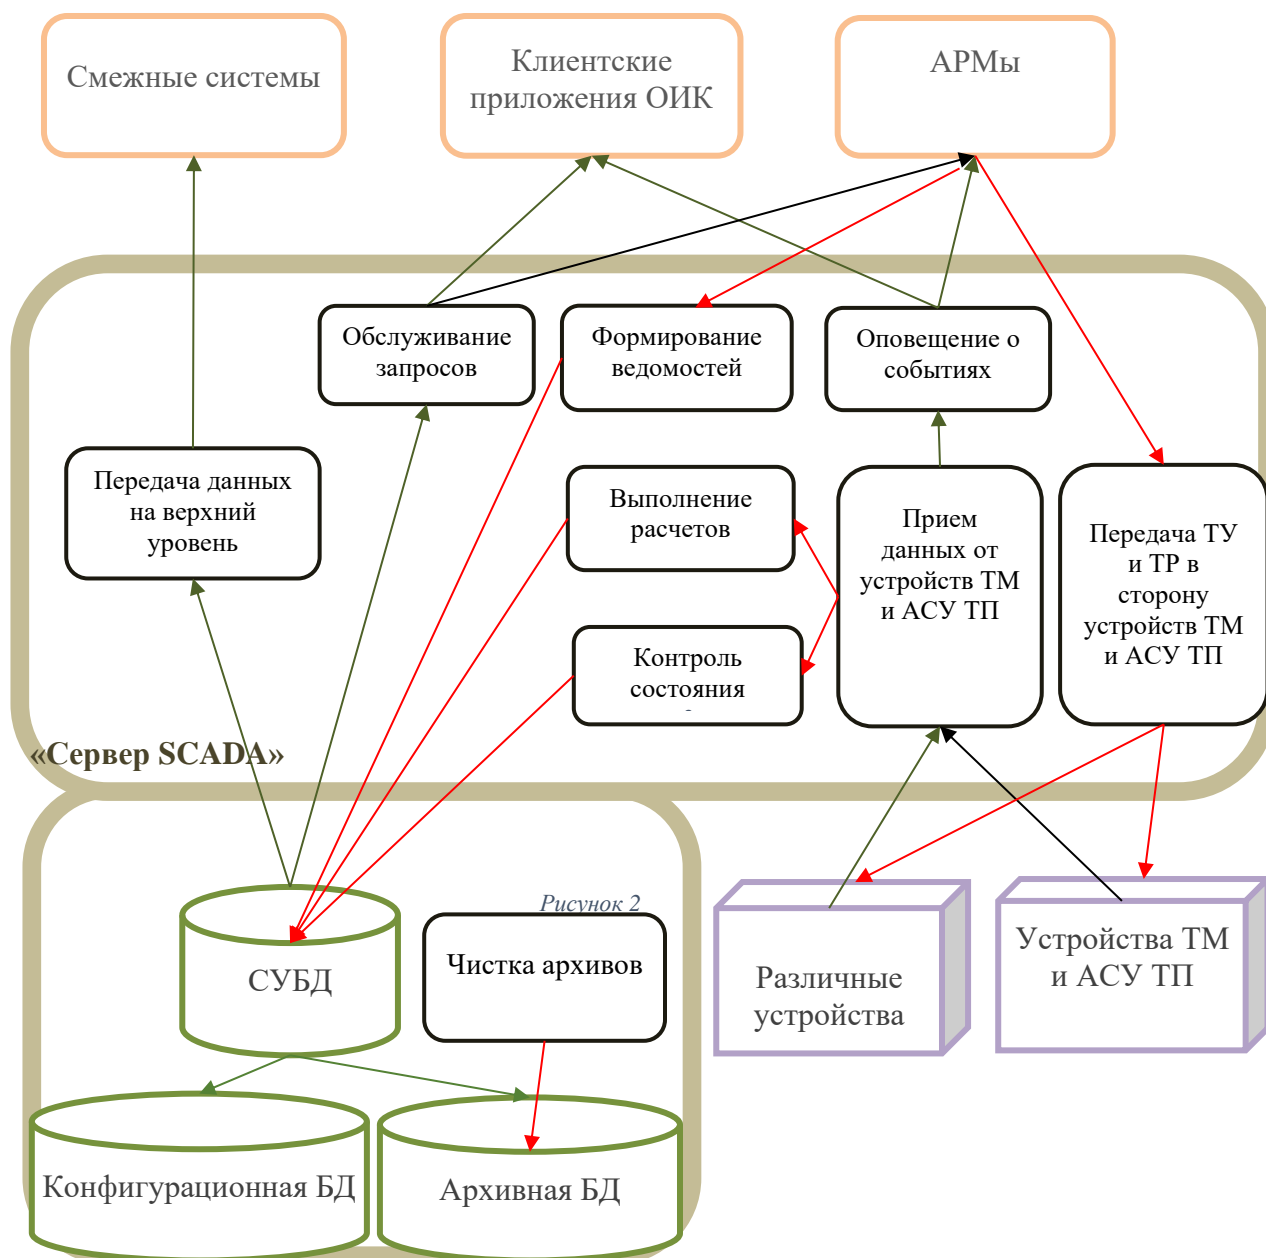 Смежные системы
Клиентские
приложения ОИК
АРМы
Обслуживание
запросов
Формирование
ведомостей
Оповещение о
событиях
Передача данных
на верхний
уровень
Выполнение
расчетов
Прием
данных от
устройств ТМ
и АСУ ТП
Передача ТУ
и ТР в
сторону
устройств ТМ
и АСУ ТП
Контроль
состояния
«Сервер SCADA»
Рисунок 2
СУБД
Чистка архивов
Различные
устройства
Устройства ТМ
и АСУ ТП
Конфигурационная БД
Архивная БД